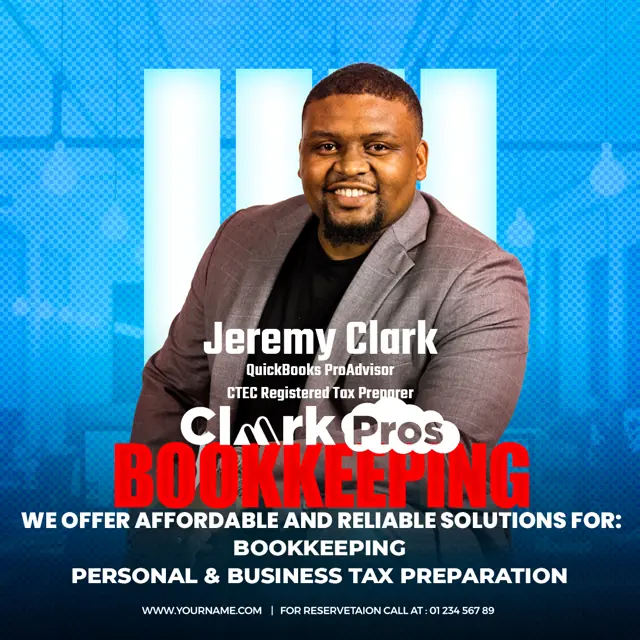 Jeremy Clark
QuickBooks ProAdvisor
CTEC Registered Tax Preparer
Clark Pros
BOOKKEEPING
WE OFFER AFFORDABLE AND RELIABLE SOLUTIONS FOR:
BOOKKEEPING
PERSONAL & BUSINESS TAX PREPARATION
WWW.YOURNAME.COM | FOR RESERVETAION CALL AT : 01 234 567 89